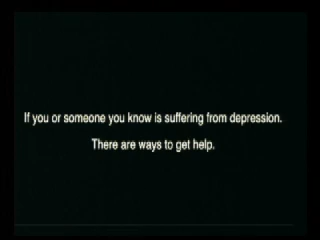 If you or someone you know is suffering from depression.
There are ways to get help.